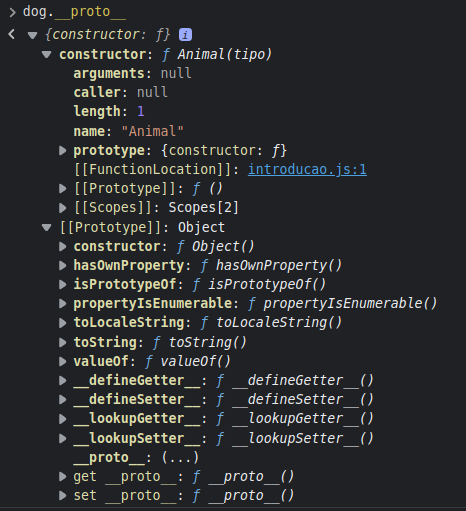 > dog.__proto__
< ▼ {constructor: ƒ} i
▼ constructor: ƒ Animal(tipo)
arguments: null
caller: null
length: 1
name: "Animal"
▶ prototype: {constructor: ƒ}
[[FunctionLocation]]: introducao.js:1
▶ [[Prototype]]: ƒ ()
▶ [[Scopes]]: Scopes[2]
▼ [[Prototype]]: Object
▶ constructor: ƒ Object()
▶ hasOwnProperty: ƒ hasOwnProperty()
▶ isPrototypeOf: ƒ isPrototypeOf()
▶ propertyIsEnumerable: ƒ propertyIsEnumerable()
▶ toLocaleString: ƒ toLocaleString()
▶ toString: ƒ toString()
▶ valueOf: ƒ valueOf()
▶ __defineGetter__: ƒ __defineGetter__()
▶ __defineSetter__: ƒ __defineSetter__()
▶ __lookupGetter__: ƒ __lookupGetter__()
▶ __lookupSetter__: ƒ __lookupSetter__()
__proto__: (...)
▶ get __proto__: ƒ __proto__()
▶ set __proto__: ƒ __proto__()